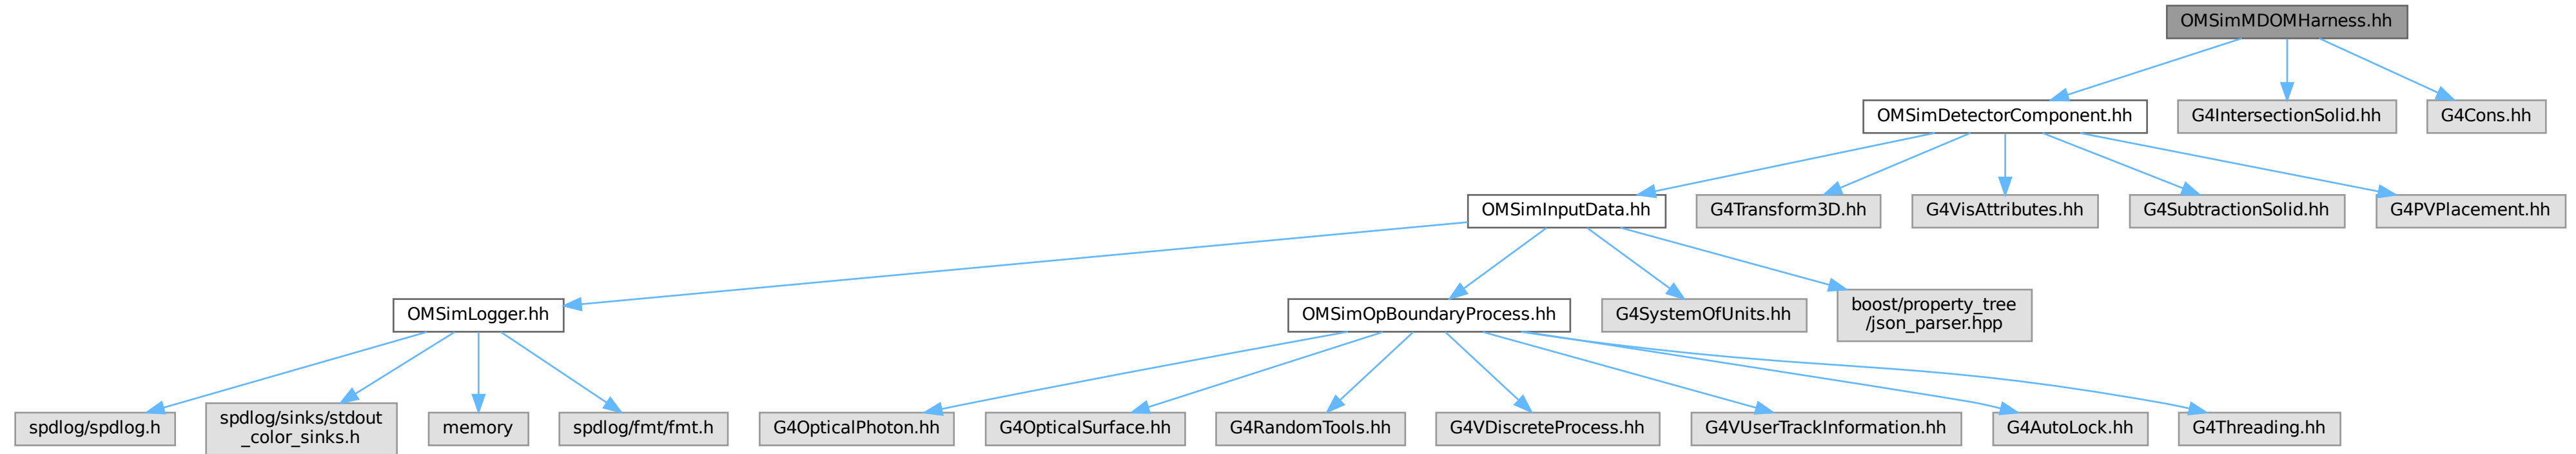 OMSimMDOMHarness.hh
OMSimDetectorComponent.hh
G4IntersectionSolid.hh
G4Cons.hh
OMSimInputData.hh
G4Transform3D.hh
G4VisAttributes.hh
G4SubtractionSolid.hh
G4PVPlacement.hh
OMSimLogger.hh
OMSimOpBoundaryProcess.hh
G4SystemOfUnits.hh
boost/property_tree
/json_parser.hpp
spdlog/spdlog.h
spdlog/sinks/stdout
_color_sinks.h
memory
spdlog/fmt/fmt.h
G4OpticalPhoton.hh
G4OpticalSurface.hh
G4RandomTools.hh
G4VDiscreteProcess.hh
G4VUserTrackInformation.hh
G4AutoLock.hh
G4Threading.hh